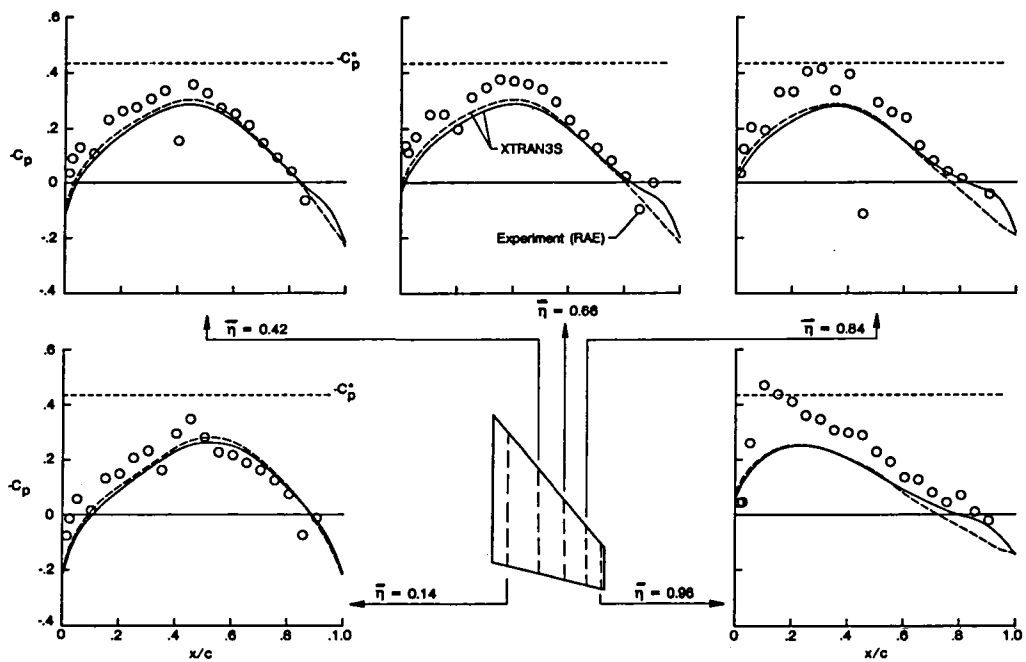 .6
.4
.2
0
-.2
-.4
-Cp
-Cp*
XTRAN3S
Experiment (RAE)
η = 0.42
η = 0.66
η = 0.84
.4
.2
0
-.2
-.4
-Cp
-Cp*
0 .2 .4 .6 .8 .1.0
x/c
η = 0.14
η = 0.96
0 .2 .4 .6 .8 1.0
x/c